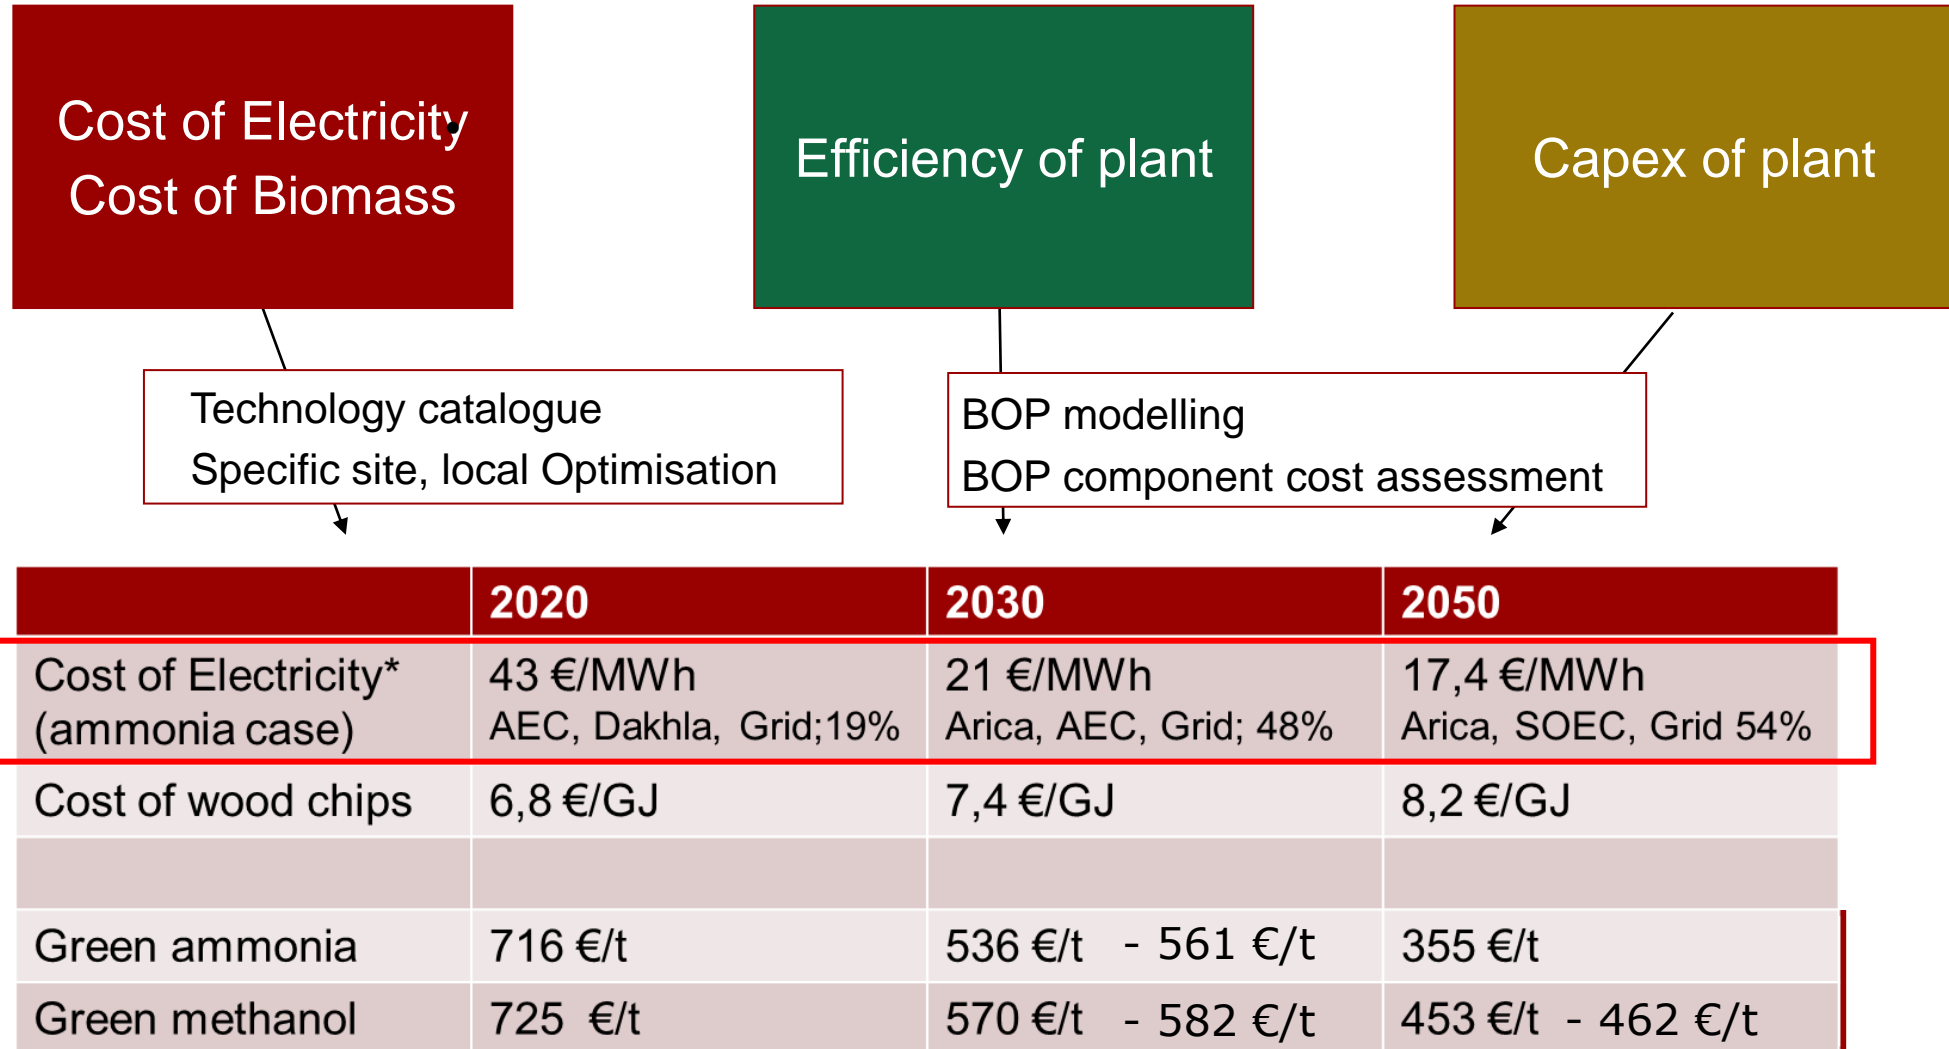 Cost of Electricity
Cost of Biomass
Efficiency of plant
Capex of plant
Technology catalogue
Specific site, local Optimisation
BOP modelling
BOP component cost assessment
2020 2030 2050
Cost of Electricity* 43 €/MWh 21 €/MWh 17,4 €/MWh
(ammonia case) AEC, Dakhla, Grid;19% Arica, AEC, Grid; 48% Arica, SOEC, Grid 54%
Cost of wood chips 6,8 €/GJ 7,4 €/GJ 8,2 €/GJ
Green ammonia 716 €/t 536 €/t - 561 €/t 355 €/t
Green methanol 725 €/t 570 €/t - 582 €/t 453 €/t - 462 €/t